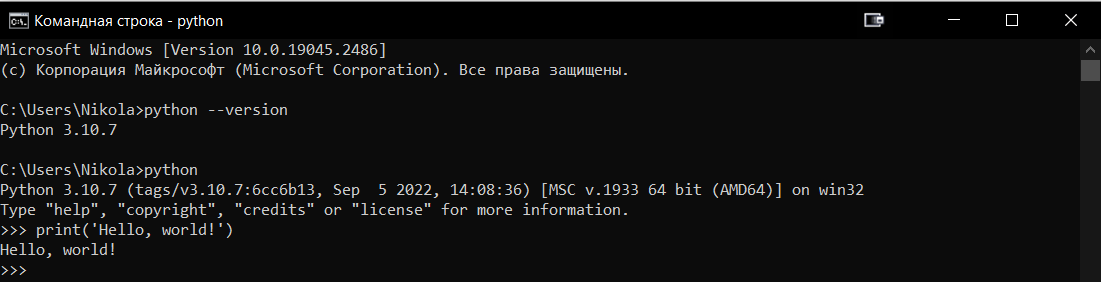 Командная строка - python
Microsoft Windows [Version 10.0.19045.2486]
(c) Корпорация Майкрософт (Microsoft Corporation). Все права защищены.
C:\Users\Nikola>python --version
Python 3.10.7
C:\Users\Nikola>python
Python 3.10.7 (tags/v3.10.7:6cc6b13, Sep  5 2022, 14:08:36) [MSC v.1933 64 bit (AMD64)] on win32
Type "help", "copyright", "credits" or "license" for more information.
>>> print('Hello, world!')
Hello, world!
>>>